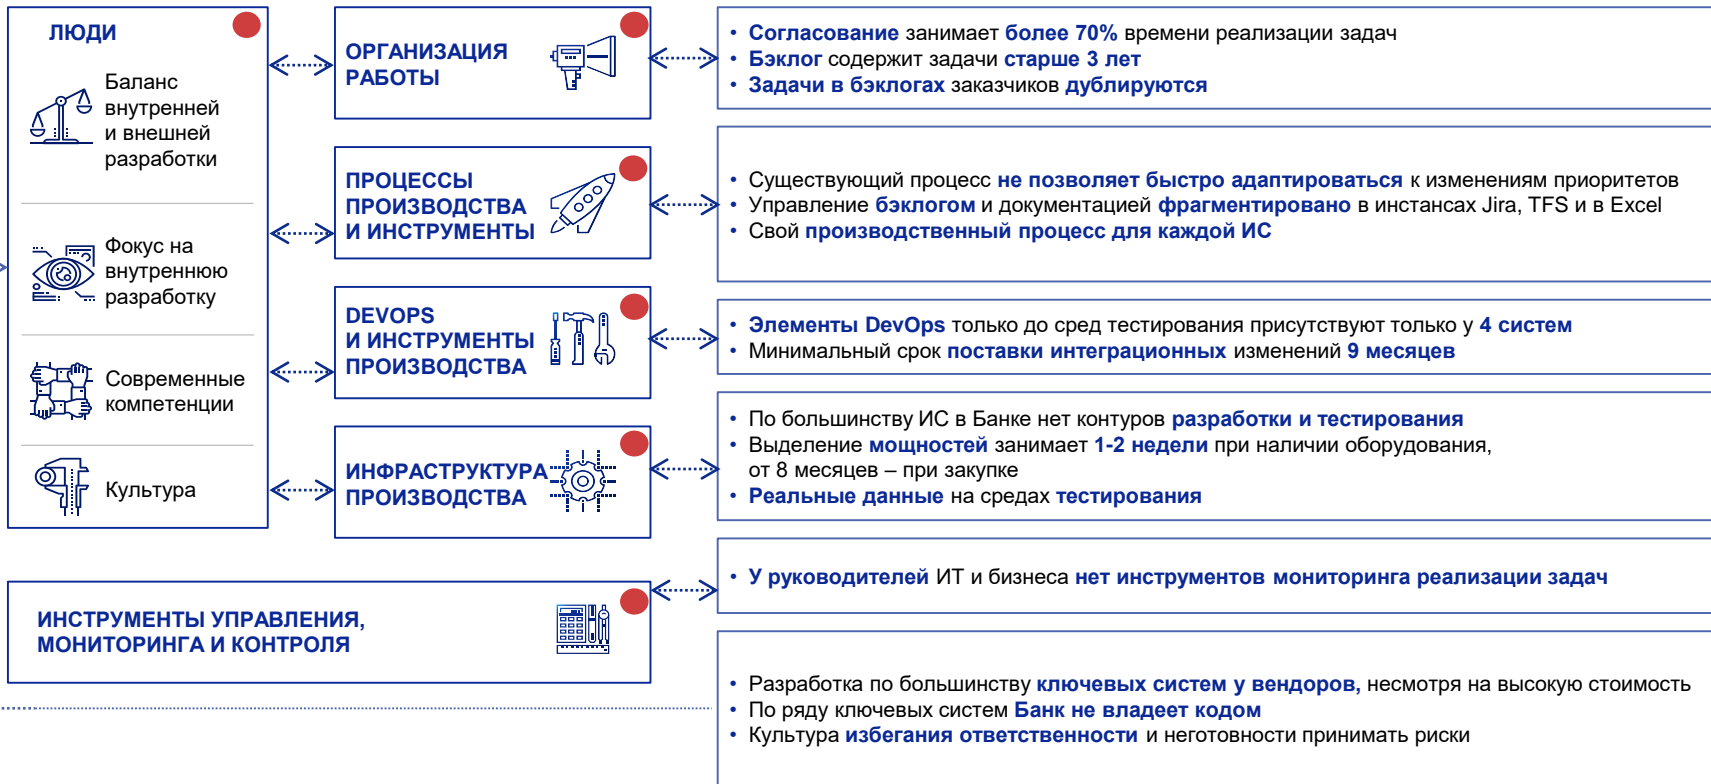 ЛЮДИ
Баланс
внутренней
и внешней
разработки
Фокус на
внутреннюю
разработку
Современные
компетенции
Культура
ОРГАНИЗАЦИЯ
РАБОТЫ
• Согласование занимает более 70% времени реализации задач
• Бэклог содержит задачи старше 3 лет
• Задачи в бэклогах заказчиков дублируются
ПРОЦЕССЫ
ПРОИЗВОДСТВА
И ИНСТРУМЕНТЫ
• Существующий процесс не позволяет быстро адаптироваться к изменениям приоритетов
• Управление бэклогом и документацией фрагментировано в инстансах Jira, TFS и в Excel
• Свой производственный процесс для каждой ИС
DEVOPS
И ИНСТРУМЕНТЫ
ПРОИЗВОДСТВА
• Элементы DevOps только до сред тестирования присутствуют только у 4 систем
• Минимальный срок поставки интеграционных изменений 9 месяцев
ИНФРАСТРУКТУРА
ПРОИЗВОДСТВА
• По большинству ИС в Банке нет контуров разработки и тестирования
• Выделение мощностей занимает 1-2 недели при наличии оборудования,
от 8 месяцев – при закупке
• Реальные данные на средах тестирования
ИНСТРУМЕНТЫ УПРАВЛЕНИЯ,
МОНИТОРИНГА И КОНТРОЛЯ
• У руководителей ИТ и бизнеса нет инструментов мониторинга реализации задач
• Разработка по большинству ключевых систем у вендоров, несмотря на высокую стоимость
• По ряду ключевых систем Банк не владеет кодом
• Культура избегания ответственности и неготовности принимать риски